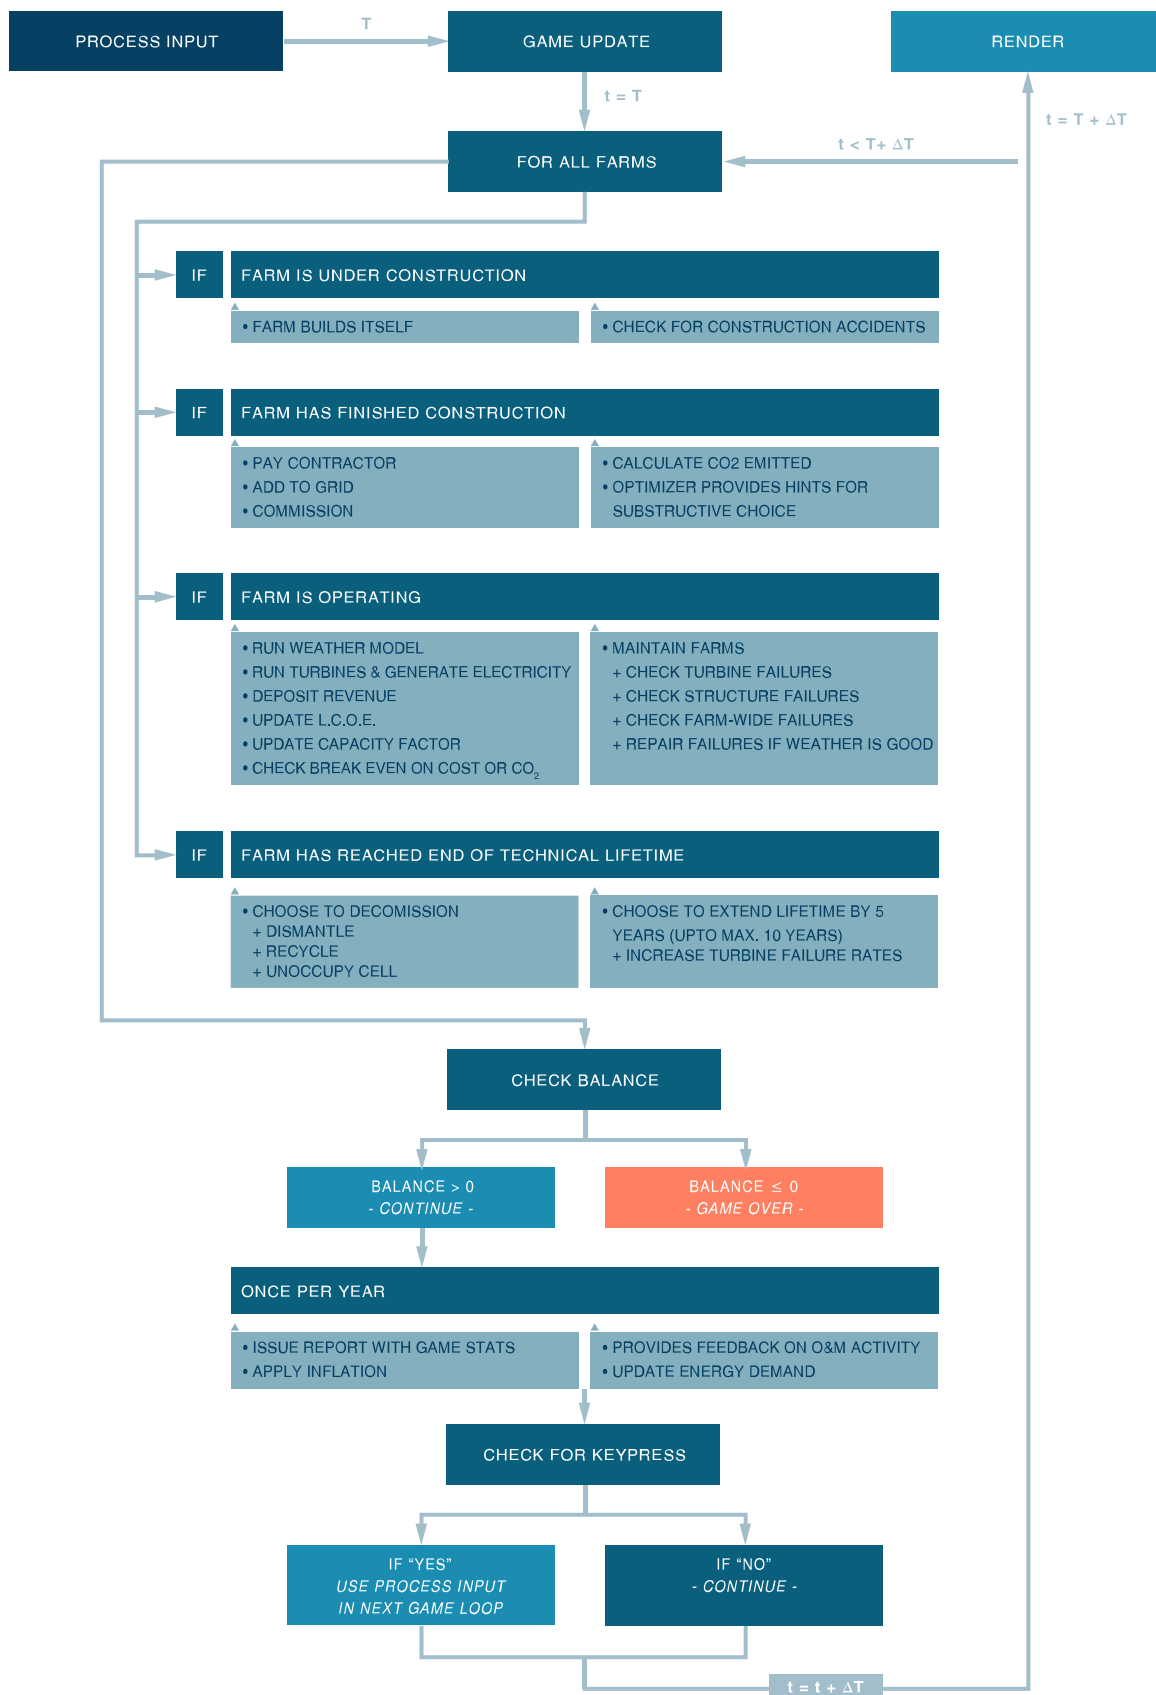 PROCESS INPUT
T
GAME UPDATE
RENDER
t = T
t = T + ΔT
t < T+ ΔT
FOR ALL FARMS
IF
FARM IS UNDER CONSTRUCTION
• FARM BUILDS ITSELF
• CHECK FOR CONSTRUCTION ACCIDENTS
IF
FARM HAS FINISHED CONSTRUCTION
• PAY CONTRACTOR
• ADD TO GRID
• COMMISSION
• CALCULATE CO2 EMITTED
• OPTIMIZER PROVIDES HINTS FOR
SUBSTRUCTIVE CHOICE
IF
FARM IS OPERATING
• RUN WEATHER MODEL
• RUN TURBINES & GENERATE ELECTRICITY
• DEPOSIT REVENUE
• UPDATE L.C.O.E.
• UPDATE CAPACITY FACTOR
• CHECK BREAK EVEN ON COST OR CO₂
• MAINTAIN FARMS
+ CHECK TURBINE FAILURES
+ CHECK STRUCTURE FAILURES
+ CHECK FARM-WIDE FAILURES
+ REPAIR FAILURES IF WEATHER IS GOOD
IF
FARM HAS REACHED END OF TECHNICAL LIFETIME
• CHOOSE TO DECOMISSION
+ DISMANTLE
+ RECYCLE
+ UNOCCUPY CELL
• CHOOSE TO EXTEND LIFETIME BY 5
YEARS (UPTO MAX. 10 YEARS)
+ INCREASE TURBINE FAILURE RATES
CHECK BALANCE
BALANCE > 0
- CONTINUE -
BALANCE ≤ 0
- GAME OVER -
ONCE PER YEAR
• ISSUE REPORT WITH GAME STATS
• APPLY INFLATION
• PROVIDES FEEDBACK ON O&M ACTIVITY
• UPDATE ENERGY DEMAND
CHECK FOR KEYPRESS
IF “YES”
USE PROCESS INPUT
IN NEXT GAME LOOP
IF “NO”
- CONTINUE -
t = t + ΔT